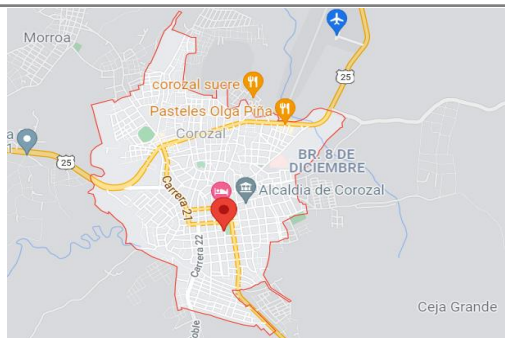 Morroa
25
corozal suere
Pasteles Olga Piña
Corozal
25
BR. 8 DE
DICIEMBRE
Carrera 21
Alcaldia de Corozal
Carrera 22
Ceja Grande